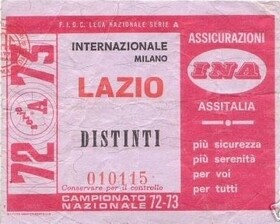 F.I.G.C. LEGA NAZIONALE SERIE A
72 A 73
INTERNAZIONALE
MILANO
LAZIO
DISTINTI
010115
Conservare per il controllo
CAMPIONATO
NAZIONALE 72-73
ASSICURAZIONI
INA
ASSITALIA
più sicurezza
più serenità
per voi
per tutti